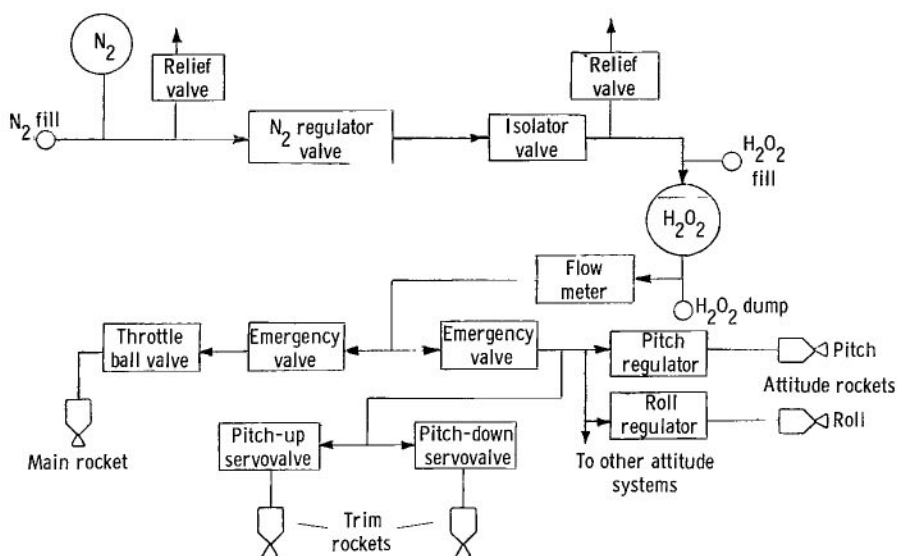 N2
Relief
valve
Relief
valve
N2 fill
N2 regulator
valve
Isolator
valve
H2O2
fill
H2O2
Flow
meter
H2O2 dump
Throttle
ball valve
Emergency
valve
Emergency
valve
Pitch
regulator
Pitch
Attitude rockets
Roll
regulator
Roll
Main rocket
Pitch-up
servovalve
Pitch-down
servovalve
To other attitude
systems
Trim
rockets